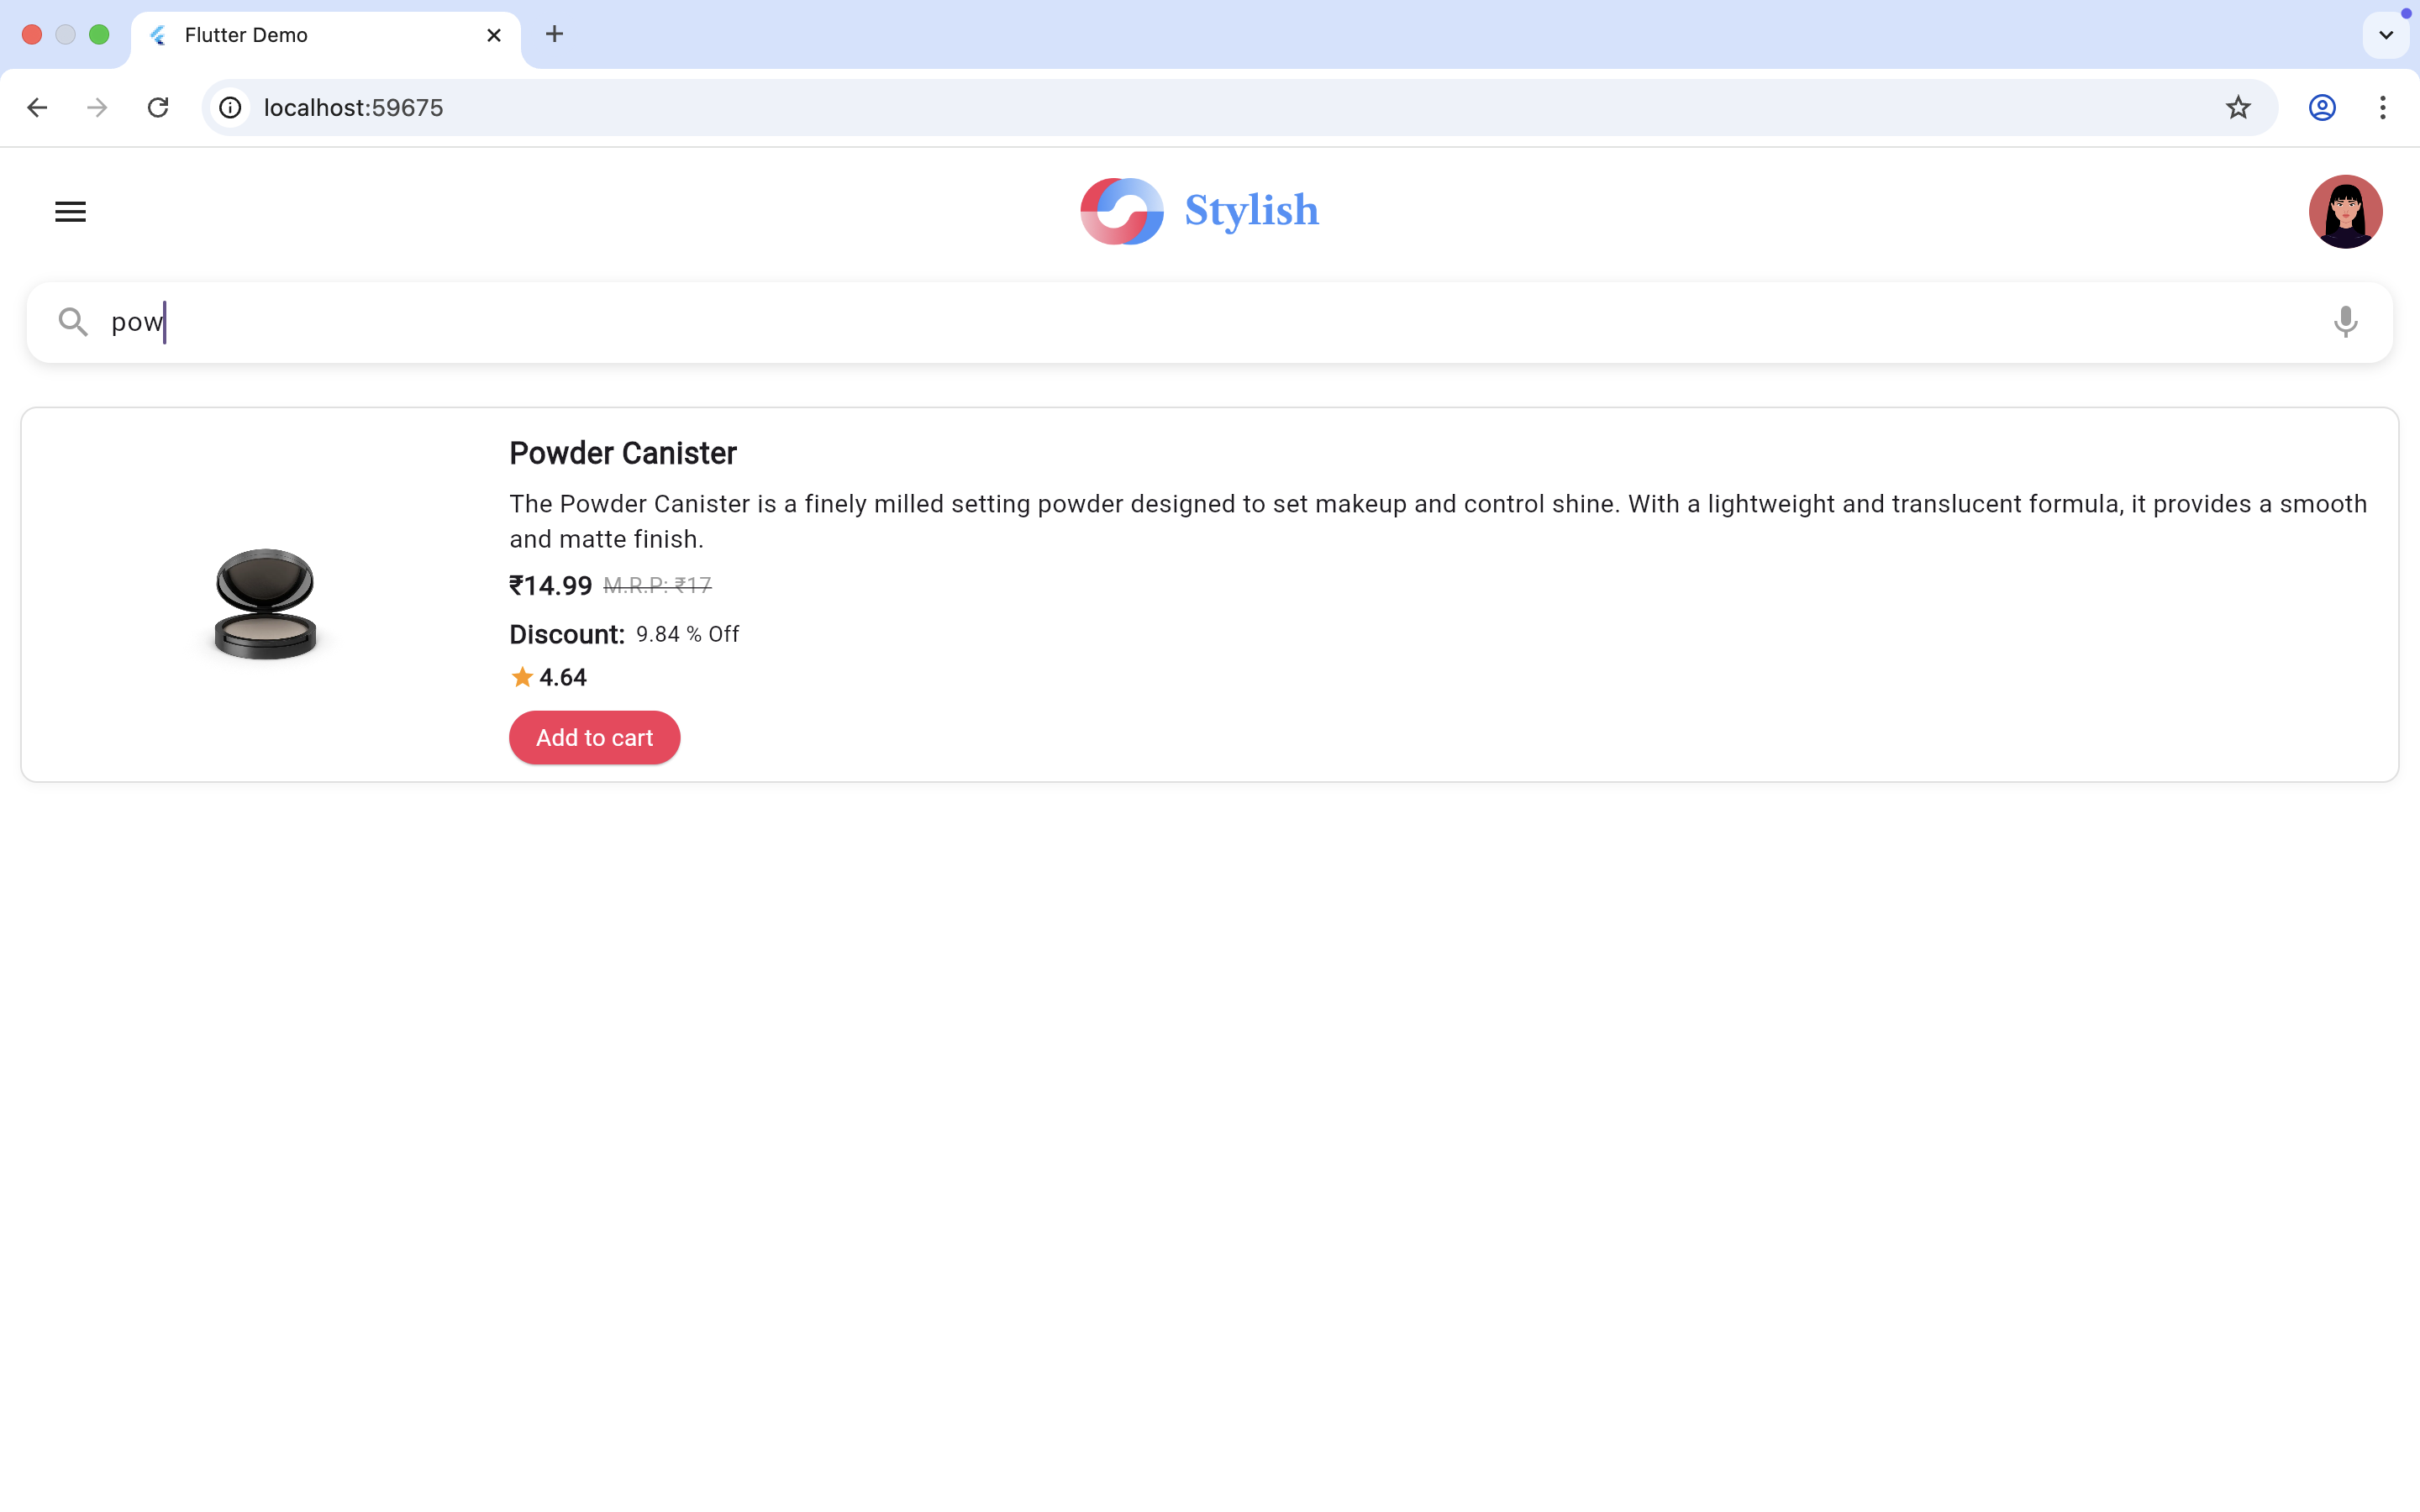 Flutter Demo
localhost:59675
Stylish
pow
Powder Canister
The Powder Canister is a finely milled setting powder designed to set makeup and control shine. With a lightweight and translucent formula, it provides a smooth
and matte finish.
₹14.99 M.R.P: ₹17
Discount: 9.84 % Off
4.64
Add to cart